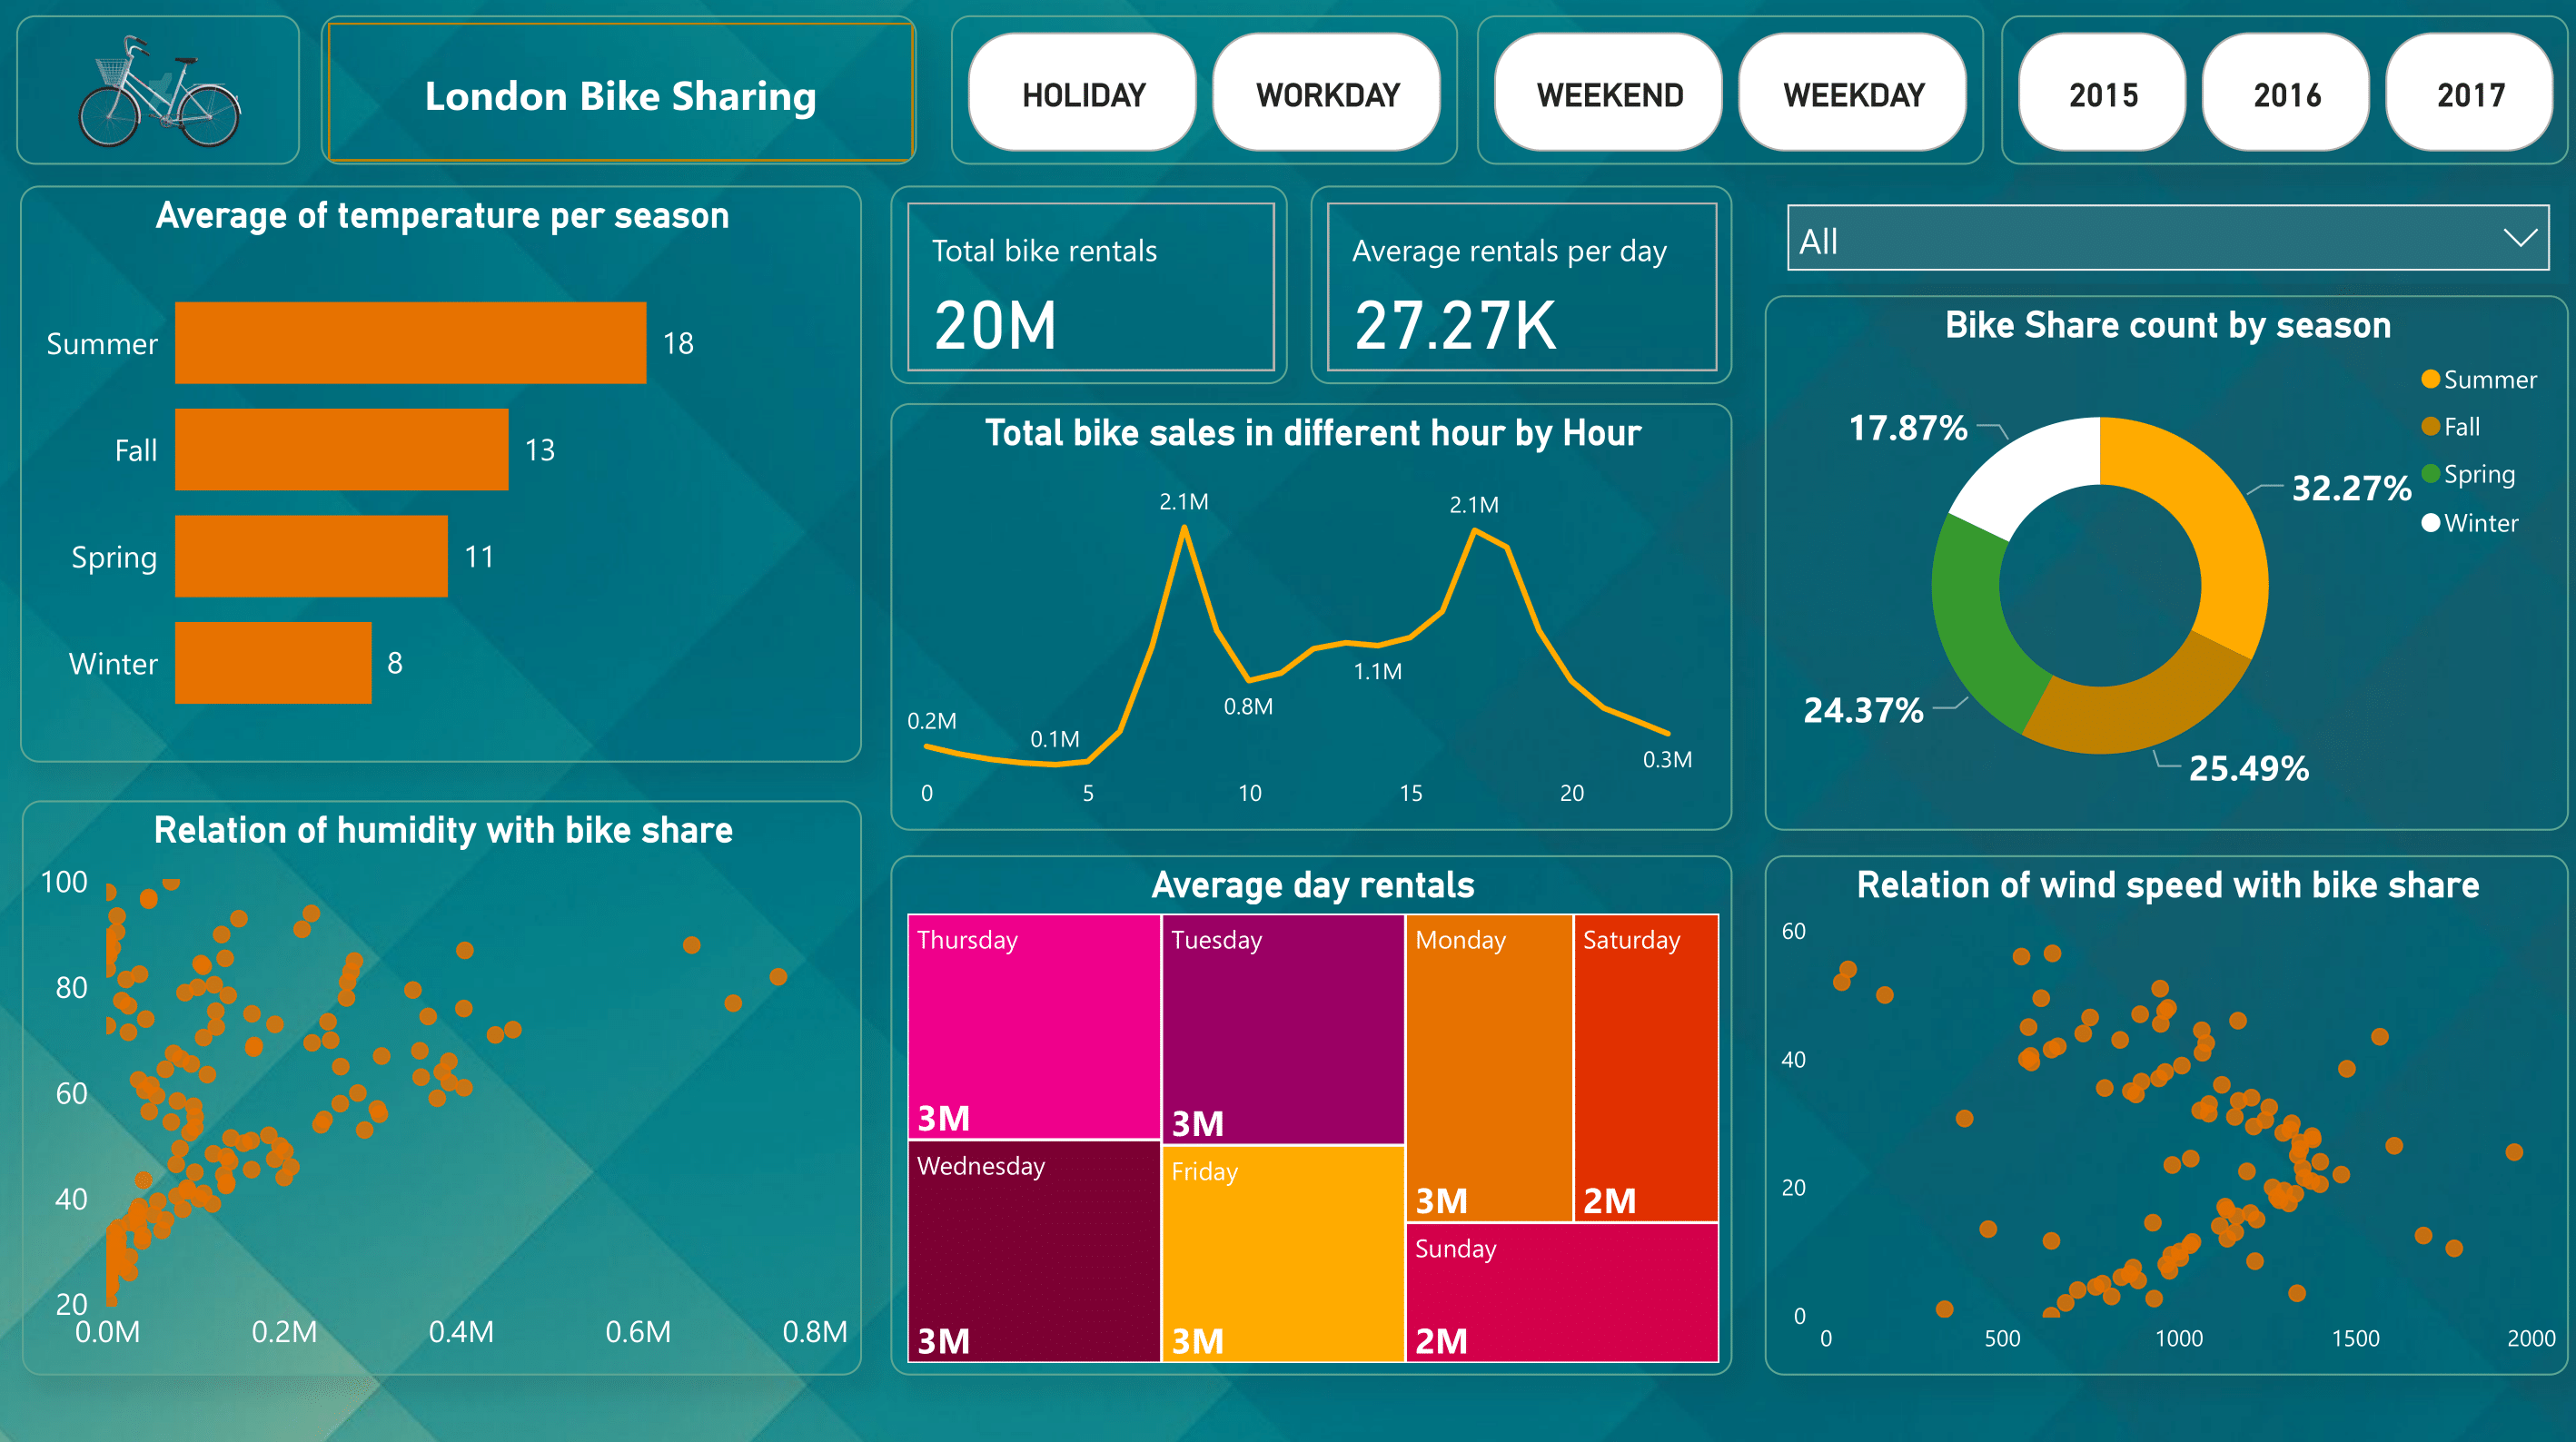 London Bike Sharing
HOLIDAY
WORKDAY
WEEKEND
WEEKDAY
2015
2016
2017
Average of temperature per season
Summer
18
Fall
13
Spring
11
Winter
8
Total bike rentals
20M
Average rentals per day
27.27K
All
Total bike sales in different hour by Hour
2.1M
2.1M
1.1M
0.8M
0.2M
0.1M
0.3M
0 5 10 15 20
Bike Share count by season
Summer
Fall
Spring
Winter
17.87%
32.27%
24.37%
25.49%
Relation of humidity with bike share
100
80
60
40
20
0.0M 0.2M 0.4M 0.6M 0.8M
Average day rentals
Thursday
3M
Tuesday
3M
Monday
3M
Saturday
2M
Wednesday
3M
Friday
3M
Sunday
2M
Relation of wind speed with bike share
60
40
20
0
0 500 1000 1500 2000